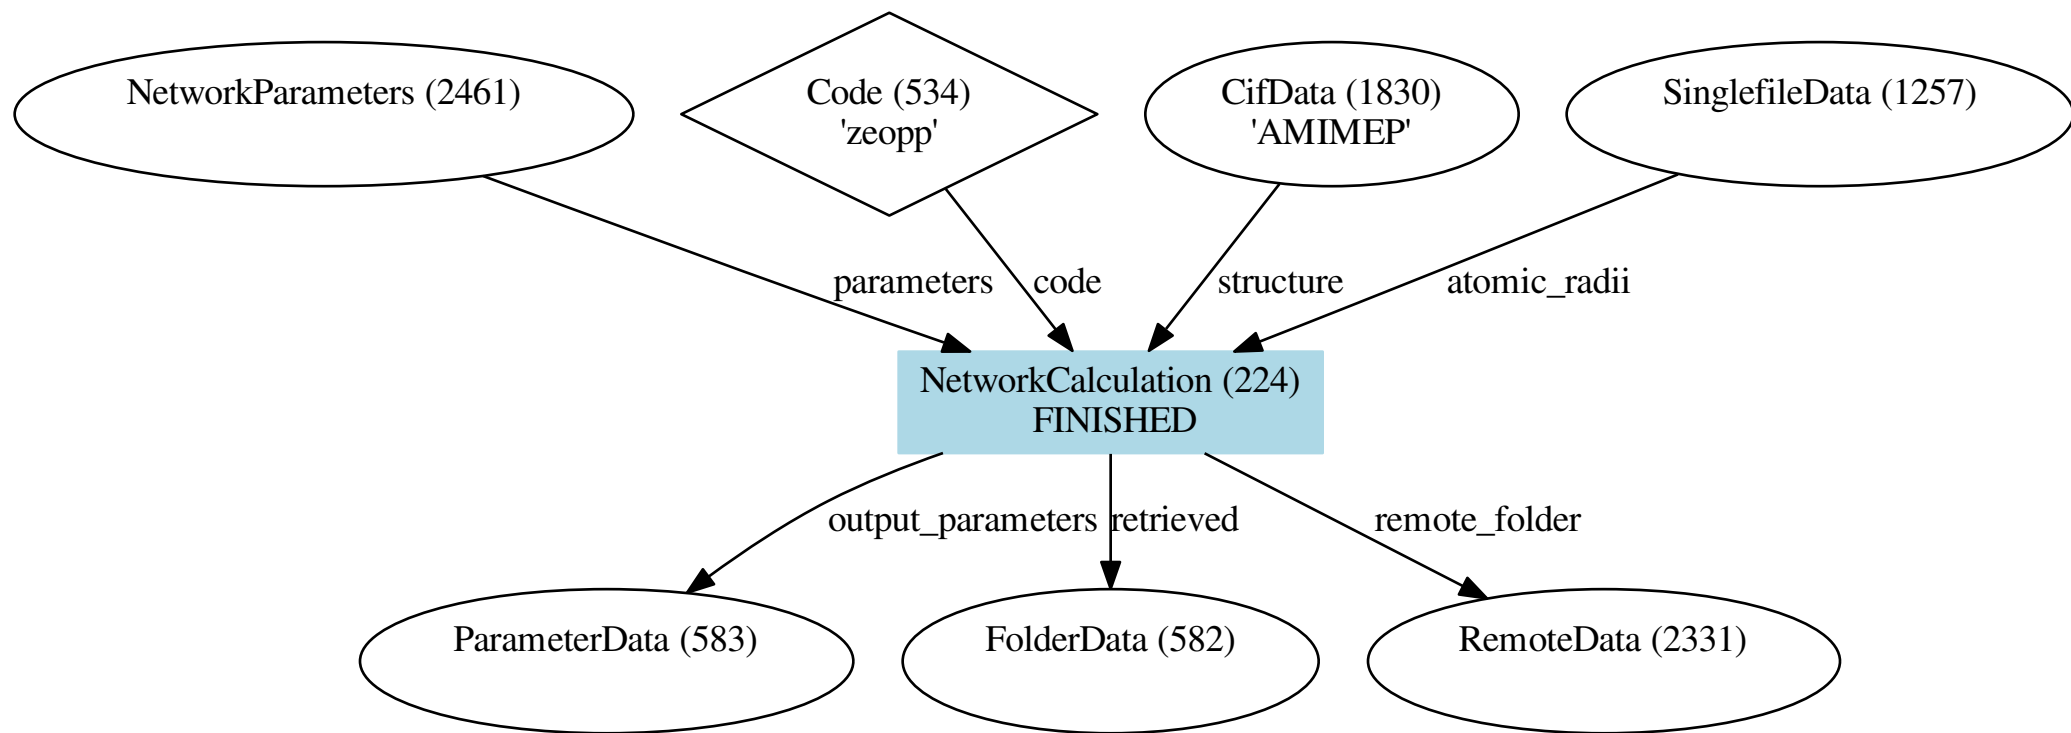 NetworkParameters (2461)
Code (534)
'zeopp'
CifData (1830)
'AMIMEP'
SinglefileData (1257)
parameters
code
structure
atomic_radii
NetworkCalculation (224)
FINISHED
output_parameters
retrieved
remote_folder
ParameterData (583)
FolderData (582)
RemoteData (2331)